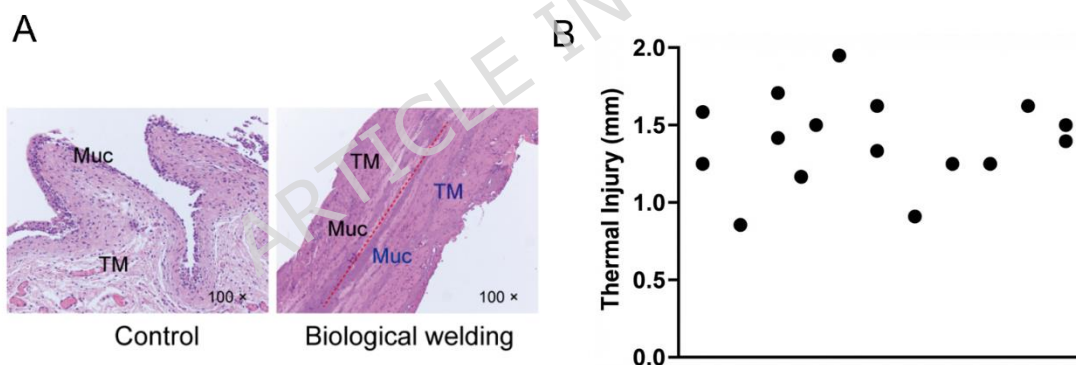 A
Muc
TM
100 ×
Control
TM
TM
Muc
Muc
100 ×
Biological welding
ARTICLE IN
B
Thermal Injury (mm)
2.0
1.5
1.0
0.5
0.0